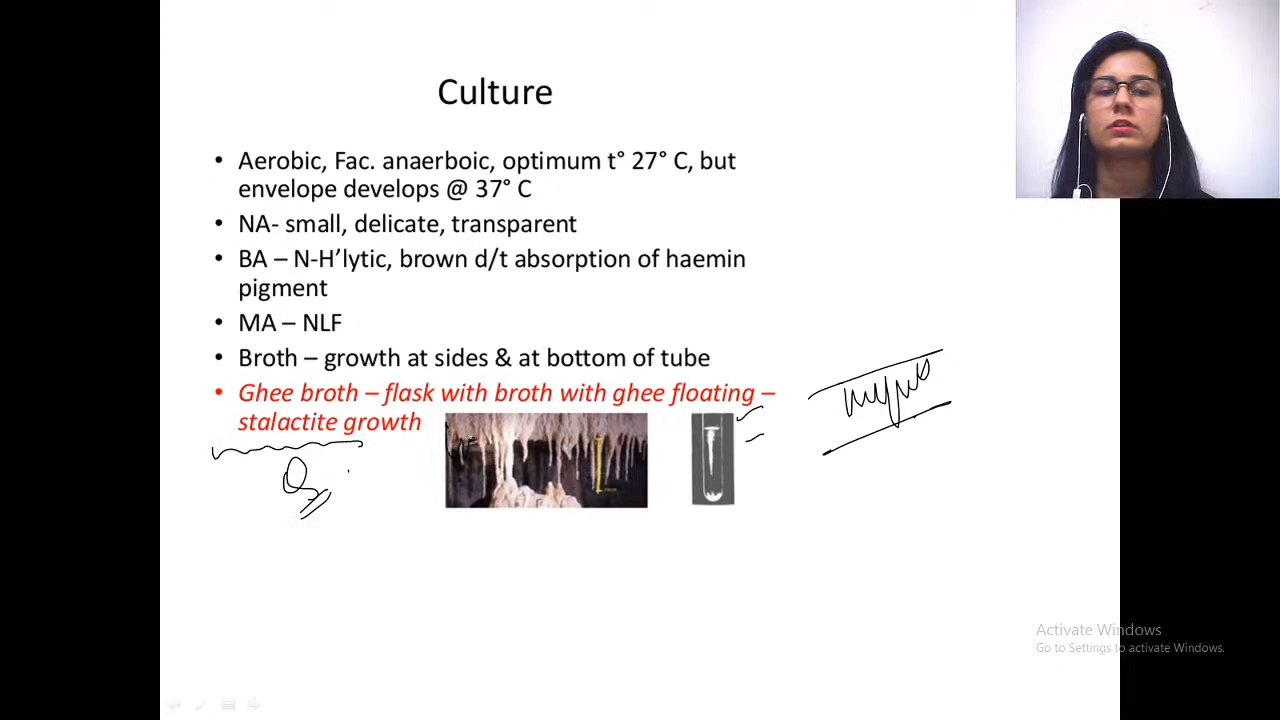 Culture
• Aerobic, Fac. anaerboic, optimum t° 27° C, but
envelope develops @ 37° C
• NA- small, delicate, transparent
• BA – N-H’lytic, brown d/t absorption of haemin
pigment
• MA – NLF
• Broth – growth at sides & at bottom of tube
• Ghee broth – flask with broth with ghee floating –
stalactite growth
Activate Windows
Go to Settings to activate Windows.